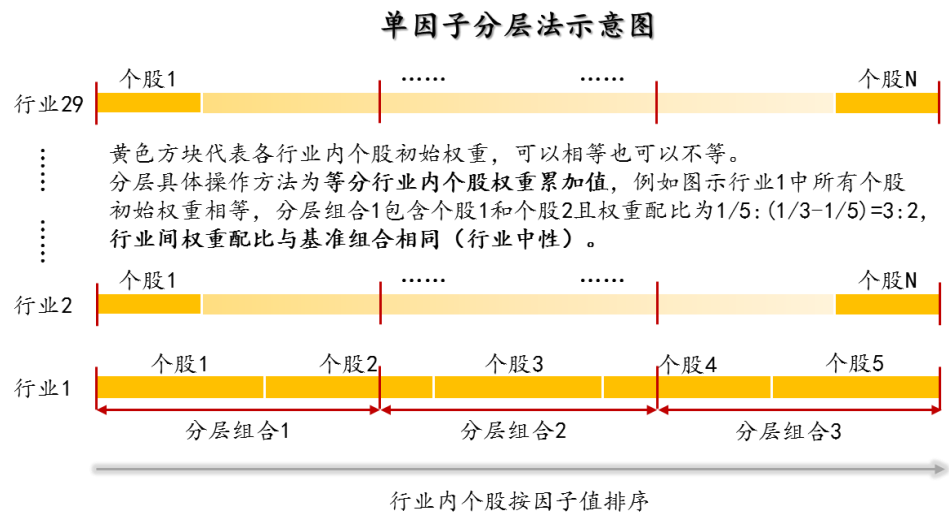 单因子分层法示意图
个股1 …… …… 个股N
行业29
……
……
黄色方块代表各行业内个股初始权重，可以相等也可以不等。
分层具体操作方法为等分行业内个股权重累加值，例如图示行业1中所有个股
初始权重相等，分层组合1包含个股1和个股2且权重配比为1/5:(1/3-1/5)=3:2，
行业间权重配比与基准组合相同（行业中性）。
个股1 …… …… 个股N
行业2
个股1 个股2 个股3 个股4 个股5
行业1
分层组合1 分层组合2 分层组合3
行业内个股按因子值排序